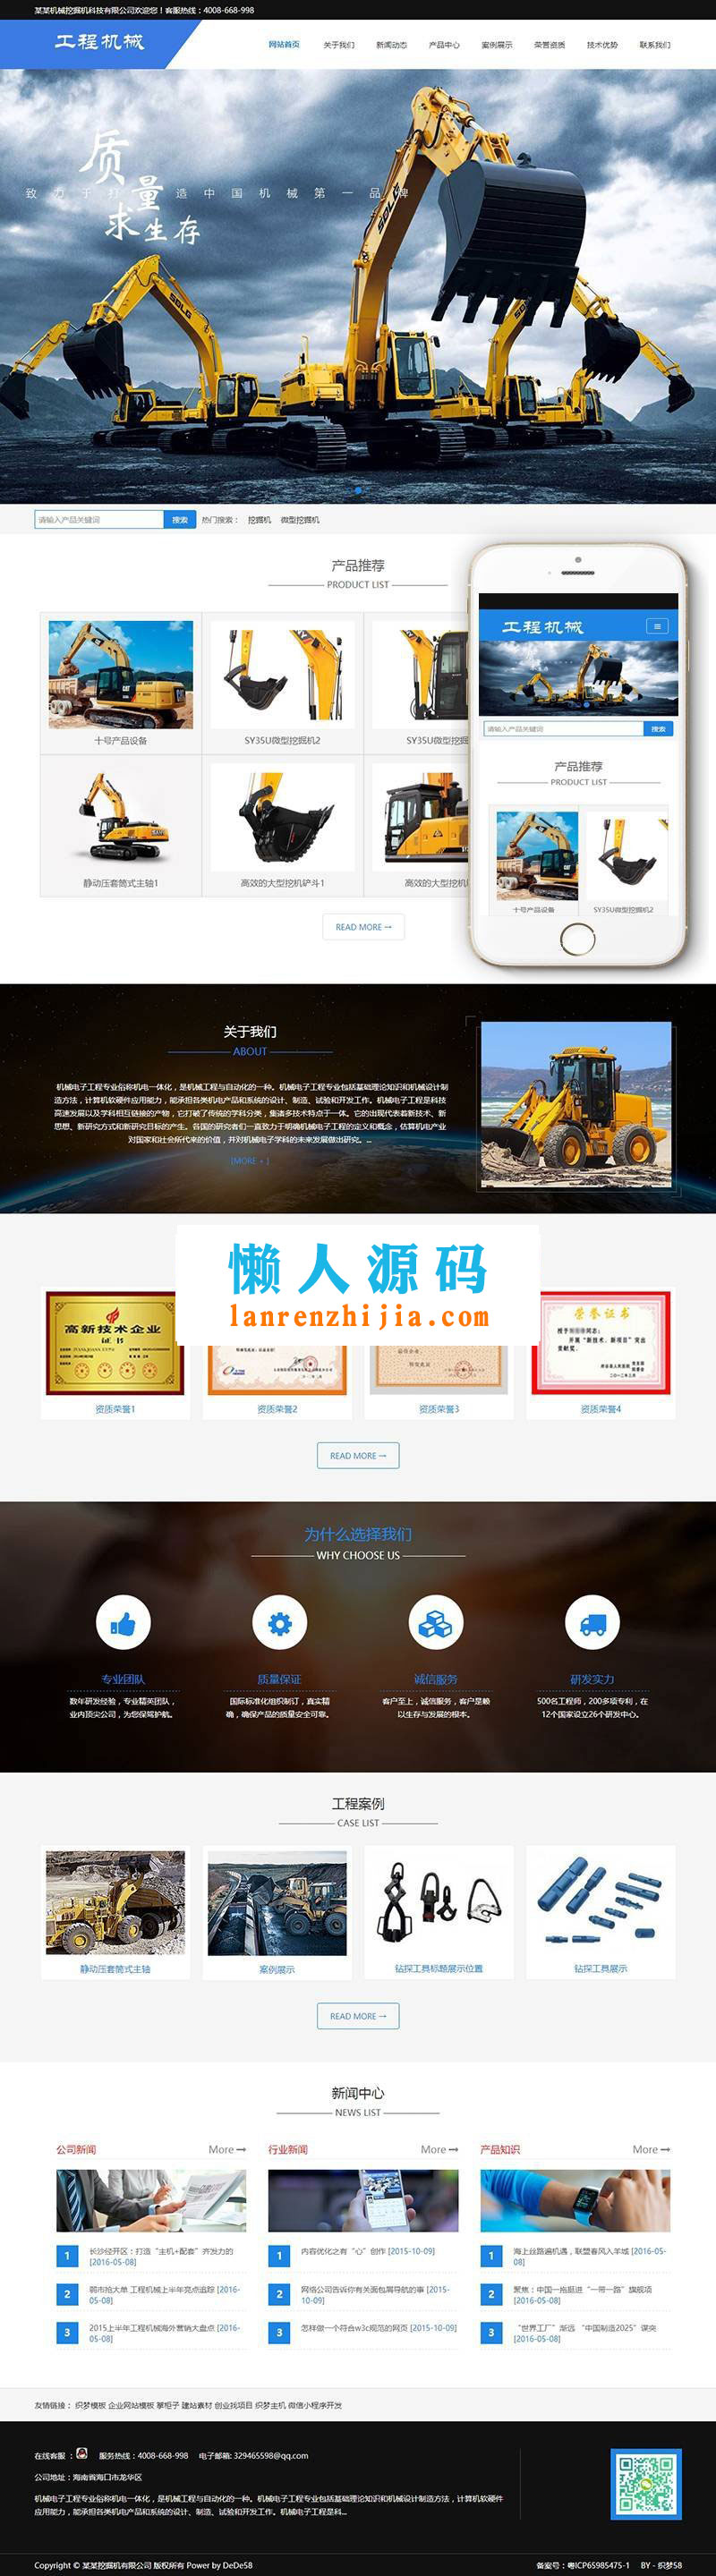 某某机械挖掘机科技有限公司欢迎您！客服热线：4008-668-998
工程机械
网站首页 关于我们 新闻动态 产品中心 案例展示 荣誉资质 技术优势 联系我们
质量
求生存
致力于打造中国机械第一品牌
SDLG
SDLG
请输入产品关键词 搜索 热门搜索： 挖掘机 微型挖掘机
产品推荐
PRODUCT LIST
十号产品设备
SY35U微型挖掘机2
SY35U微型挖掘
静动压套筒式主轴1
高效的大型挖机铲斗1
高效的大型挖机
READ MORE →
工程机械
请输入产品关键词 搜索
产品推荐
PRODUCT LIST
十号产品设备
SY35U微型挖掘机2
关于我们
ABOUT
机械电子工程专业俗称机电一体化，是机械工程与自动化的一种。机械电子工程专业包括基础理论知识和机械设计制
造方法，计算机软硬件应用能力，能承担各类机电产品和系统的设计、制造、试验和开发工作。机械电子工程是科技
高速发展以及学科相互链接的产物，它打破了传统的学科分类，集诸多技术特点于一体。它的出现代表着新技术、新
思想、新研究方式和新研究目标的产生。各国的研究者们一直致力于明确机械电子工程的定义和概念，估算机电产业
对国家和社会所代来的价值，并对机械电子学科的未来发展做出研究。...
[MORE + ]
懒人源码
lanrenzhijia.com
高新技术企业
证书
荣誉证书
资质荣誉1
资质荣誉2
资质荣誉3
资质荣誉4
READ MORE →
为什么选择我们
WHY CHOOSE US
专业团队
数年研发经验，专业精英团队，
业内顶尖公司，为您保驾护航。
质量保证
国际标准化组织制订，真实精
确，确保产品的质量安全可靠。
诚信服务
客户至上，诚信服务，客户是赖
以生存与发展的根本。
研发实力
500名工程师，200多项专利，在
12个国家设立26个研发中心。
工程案例
CASE LIST
静动压套筒式主轴
案例展示
钻探工具标题展示位置
钻探工具展示
READ MORE →
新闻中心
NEWS LIST
公司新闻 More
1 长沙经开区：打造“主机+配套”齐发力的
[2016-05-08]
2 弱市抢大单 工程机械上半年亮点追踪 [2016-
05-08]
3 2015上半年工程机械海外营销大盘点 [2016-
05-08]
行业新闻 More
1 内容优化之有“心”创作 [2015-10-09]
2 网络公司告诉你有关面包屑导航的事 [2015-
10-09]
3 怎样做一个符合w3c规范的网页 [2015-10-09]
产品知识 More
1 海上丝路遍机遇，联盟春风入羊城 [2016-05-
08]
2 聚焦：中国一拖挺进“一带一路”旗舰项
[2016-05-08]
3 “世界工厂”渐远 “中国制造2025”谋突
[2016-05-08]
友情链接： 织梦模板 企业网站模板 掌柜子 建站素材 创业找项目 织梦主机 微信小程序开发
在线客服 ： 服务热线：4008-668-998 电子邮箱: 329465598@qq.com
公司地址：海南省海口市龙华区
机械电子工程专业俗称机电一体化，是机械工程与自动化的一种。机械电子工程专业包括基础理论知识和机械设计制造方法，计算机软硬件
应用能力，能承担各类机电产品和系统的设计、制造、试验和开发工作。机械电子工程是科...
Copyright © 某某挖掘机有限公司 版权所有 Power by DeDe58
备案号：粤ICP65985475-1 BY - 织梦58